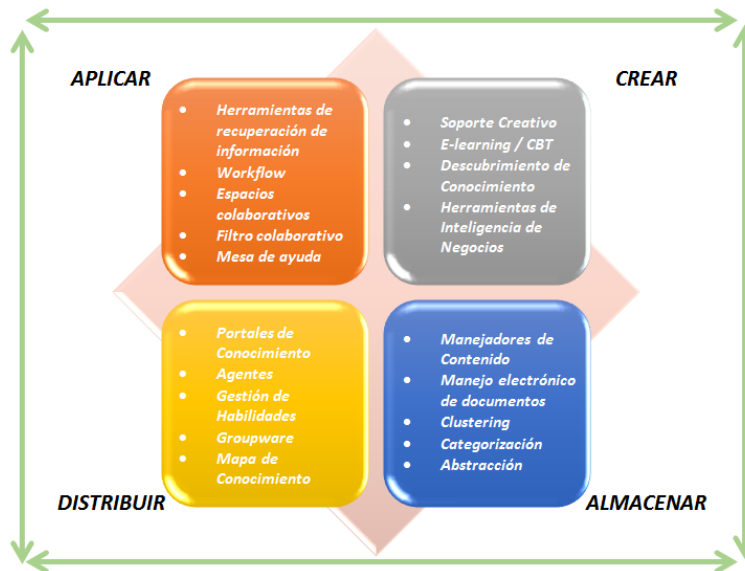 APLICAR
CREAR
• Herramientas de
recuperación de
información
• Workflow
• Espacios
colaborativos
• Filtro colaborativo
• Mesa de ayuda
• Soporte Creativo
• E-learning / CBT
• Descubrimiento de
Conocimiento
• Herramientas de
Inteligencia de
Negocios
• Portales de
Conocimiento
• Agentes
• Gestión de
Habilidades
• Groupware
• Mapa de
Conocimiento
• Manejadores de
Contenido
• Manejo electrónico
de documentos
• Clustering
• Categorización
• Abstracción
DISTRIBUIR
ALMACENAR